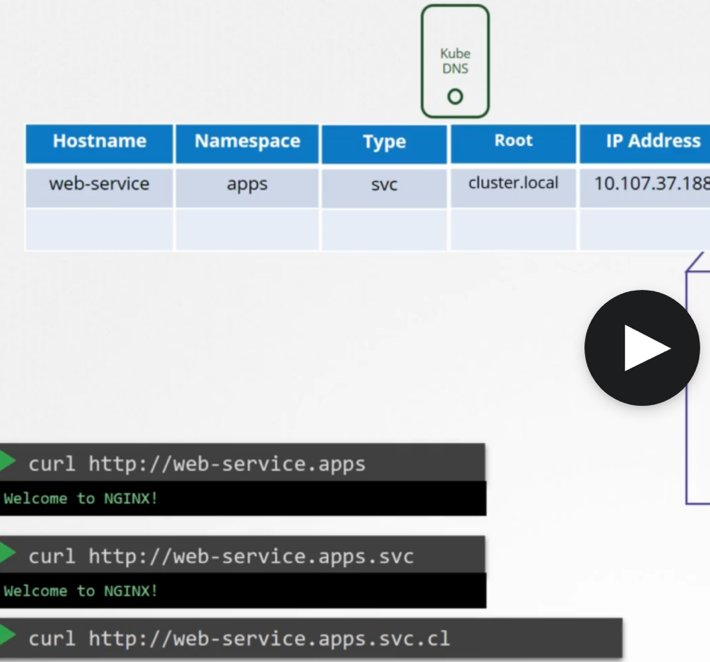 Kube
DNS
Hostname Namespace Type Root IP Address
web-service apps svc cluster.local 10.107.37.188
curl http://web-service.apps
Welcome to NGINX!
curl http://web-service.apps.svc
Welcome to NGINX!
curl http://web-service.apps.svc.cl